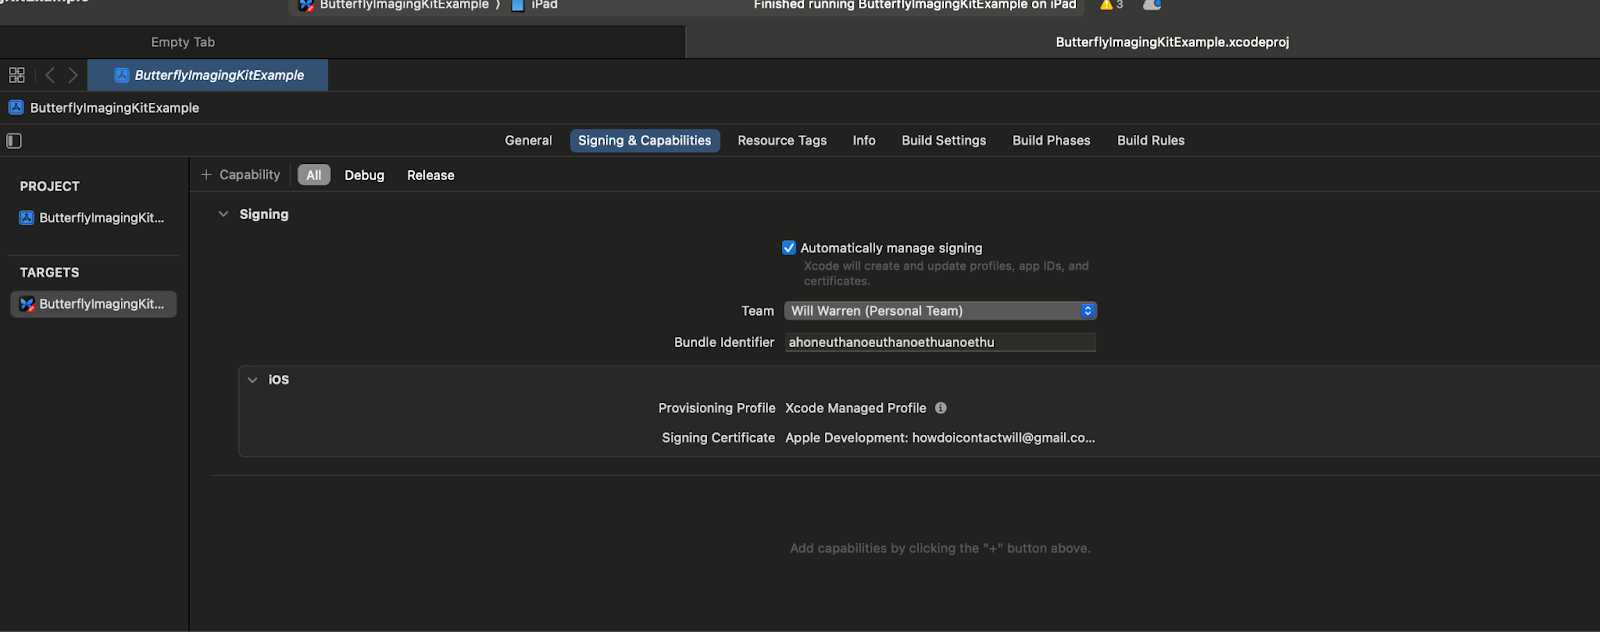 ButterflyImagingKitExample ⟩ iPad
Finished running ButterflyImagingKitExample on iPad
3
Empty Tab
ButterflyImagingKitExample.xcodeproj
ButterflyImagingKitExample
ButterflyImagingKitExample
General Signing & Capabilities Resource Tags Info Build Settings Build Phases Build Rules
PROJECT
ButterflyImagingKit...
TARGETS
ButterflyImagingKit...
+ Capability All Debug Release
Signing
Automatically manage signing
Xcode will create and update profiles, app IDs, and
certificates.
Team Will Warren (Personal Team)
Bundle Identifier ahoneuthanoeuthanoethuanoethu
iOS
Provisioning Profile Xcode Managed Profile
Signing Certificate Apple Development: howdoicontactwill@gmail.co...
Add capabilities by clicking the "+" button above.